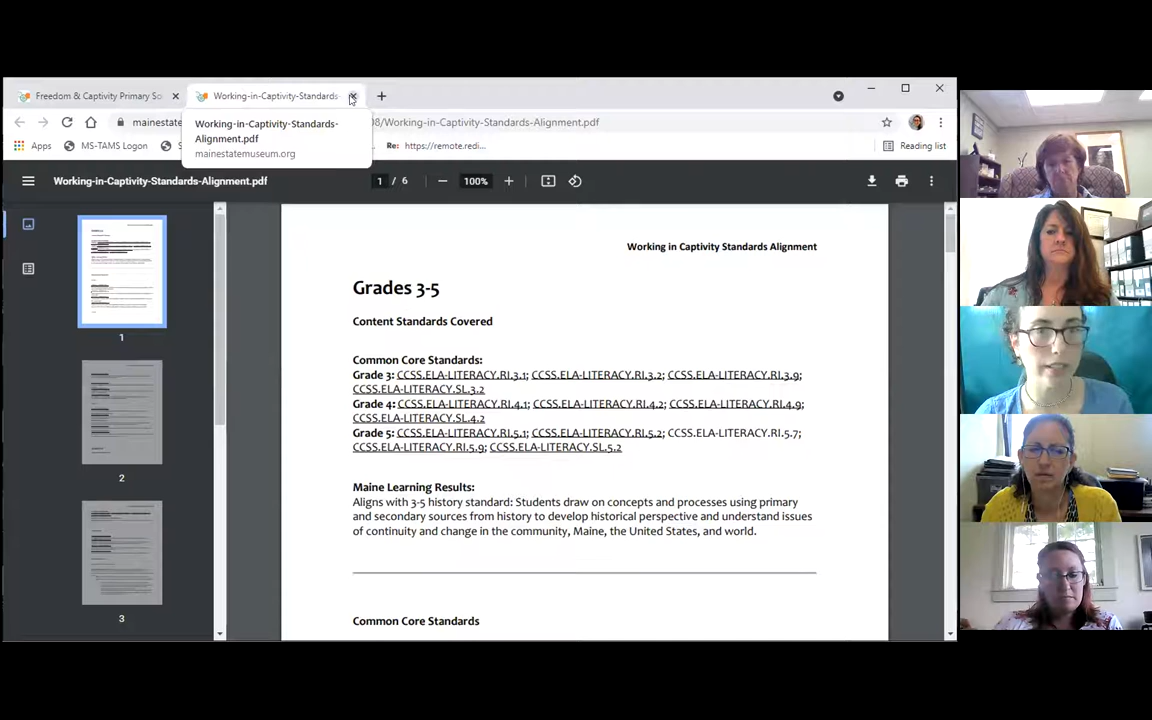 Freedom & Captivity Primary So
Working-in-Captivity-Standards-
mainestate
08/Working-in-Captivity-Standards-Alignment.pdf
Working-in-Captivity-Standards-
Alignment.pdf
mainestatemuseum.org
Apps
MS-TAMS Logon
S
Re:
https://remote.redi...
Reading list
Working-in-Captivity-Standards-Alignment.pdf
1 / 6
100%
1
2
3
Working in Captivity Standards Alignment
Grades 3-5
Content Standards Covered
Common Core Standards:
Grade 3: CCSS.ELA-LITERACY.RI.3.1; CCSS.ELA-LITERACY.RI.3.2; CCSS.ELA-LITERACY.RI.3.9;
CCSS.ELA-LITERACY.SL.3.2
Grade 4: CCSS.ELA-LITERACY.RI.4.1; CCSS.ELA-LITERACY.RI.4.2; CCSS.ELA-LITERACY.RI.4.9;
CCSS.ELA-LITERACY.SL.4.2
Grade 5: CCSS.ELA-LITERACY.RI.5.1; CCSS.ELA-LITERACY.RI.5.2; CCSS.ELA-LITERACY.RI.5.7;
CCSS.ELA-LITERACY.RI.5.9; CCSS.ELA-LITERACY.SL.5.2
Maine Learning Results:
Aligns with 3-5 history standard: Students draw on concepts and processes using primary
and secondary sources from history to develop historical perspective and understand issues
of continuity and change in the community, Maine, the United States, and world.
Common Core Standards